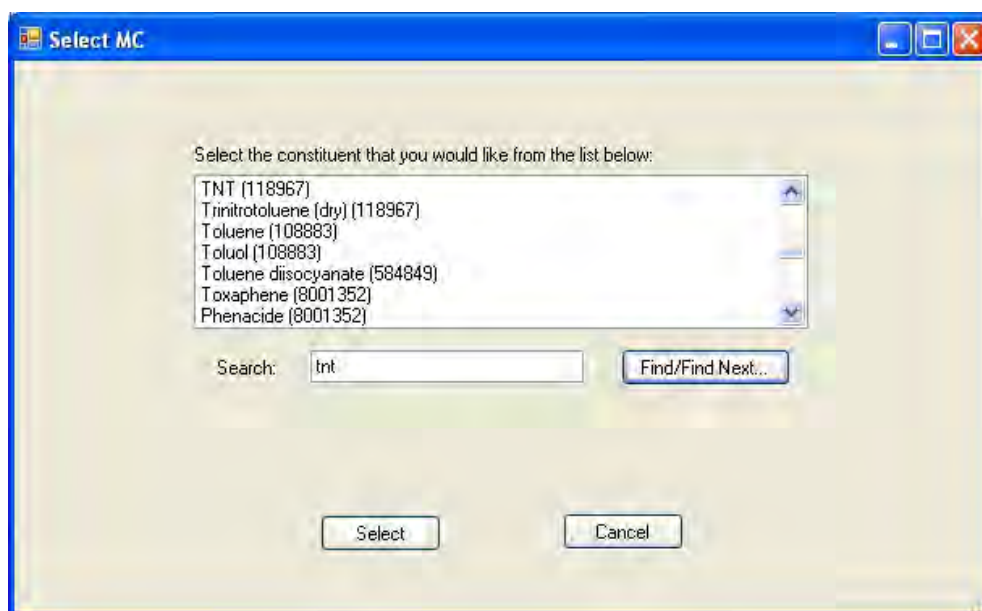 Select MC
Select the constituent that you would like from the list below:
TNT (118967)
Trinitrotoluene (dry) (118967)
Toluene (108883)
Toluol (108883)
Toluene diisocyanate (584849)
Toxaphene (8001352)
Phenacide (8001352)
Search: tnt Find/Find Next...
Select Cancel